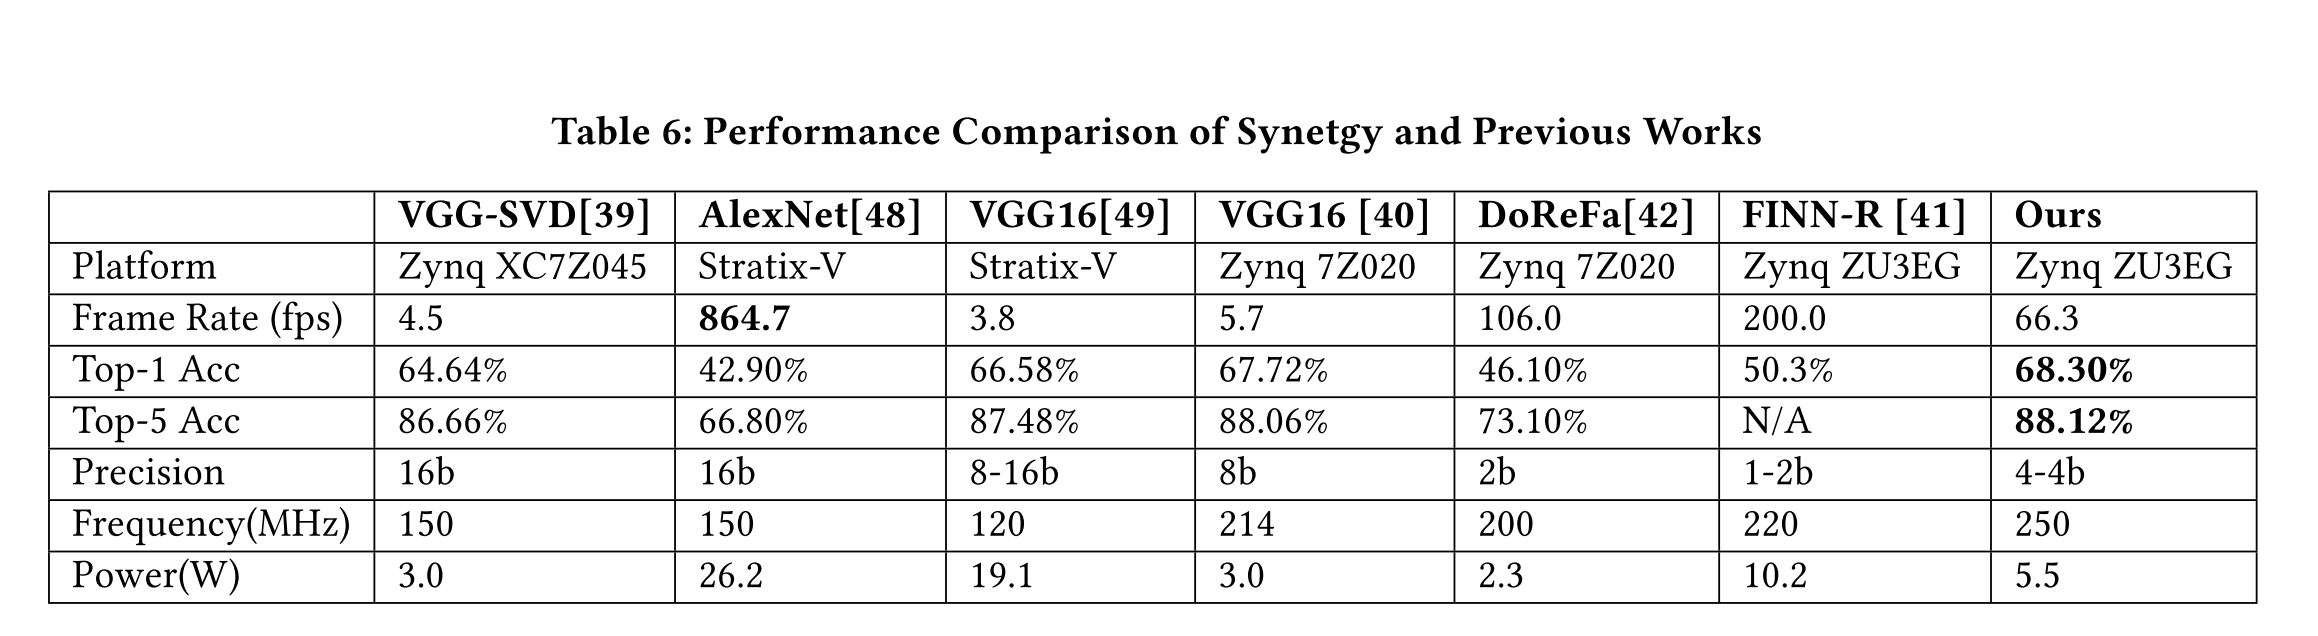 Table 6: Performance Comparison of Synetgy and Previous Works
VGG-SVD[39] AlexNet[48] VGG16[49] VGG16 [40] DoReFa[42] FINN-R [41] Ours
Platform Zynq XC7Z045 Stratix-V Stratix-V Zynq 7Z020 Zynq 7Z020 Zynq ZU3EG Zynq ZU3EG
Frame Rate (fps) 4.5 864.7 3.8 5.7 106.0 200.0 66.3
Top-1 Acc 64.64% 42.90% 66.58% 67.72% 46.10% 50.3% 68.30%
Top-5 Acc 86.66% 66.80% 87.48% 88.06% 73.10% N/A 88.12%
Precision 16b 16b 8-16b 8b 2b 1-2b 4-4b
Frequency(MHz) 150 150 120 214 200 220 250
Power(W) 3.0 26.2 19.1 3.0 2.3 10.2 5.5